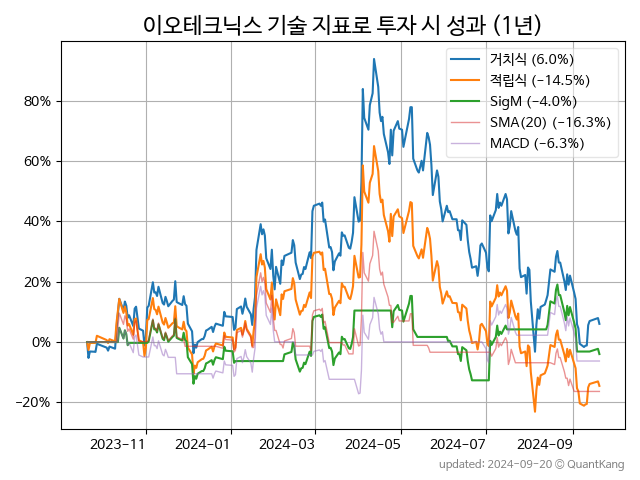 이오테크닉스 기술 지표로 투자 시 성과 (1년)
거치식 (6.0%)
적립식 (−14.5%)
SigM (−4.0%)
SMA(20) (−16.3%)
MACD (−6.3%)
80%
60%
40%
20%
0%
−20%
2023-11 2024-01 2024-03 2024-05 2024-07 2024-09
updated: 2024-09-20 © QuantKang